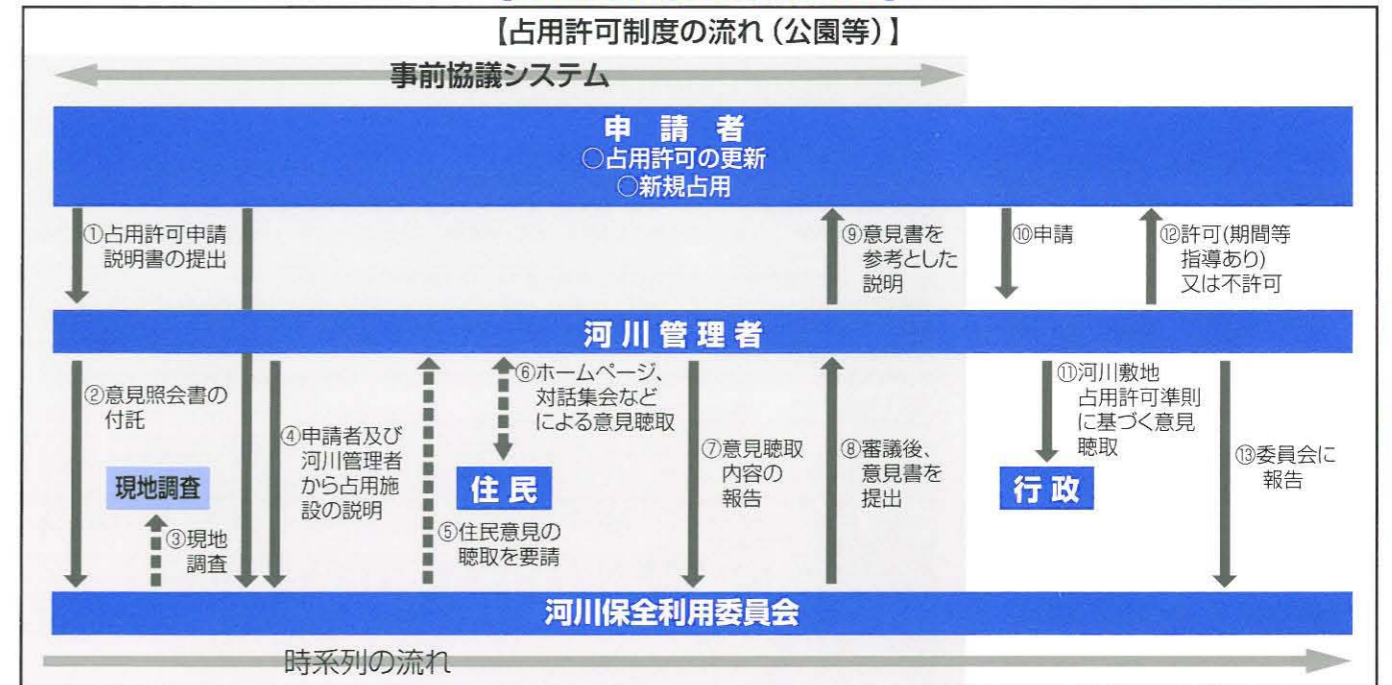 【占用許可制度の流れ(公園等)】
事前協議システム
申請者
○占用許可の更新
○新規占用
①占用許可申請
説明書の提出
⑨意見書を
参考とした
説明
⑩申請
⑫許可(期間等
指導あり)
又は不許可
河川管理者
②意見照会書の
付託
現地調査
③現地
調査
④申請者及び
河川管理者
から占用施
設の説明
⑤住民意見の
聴取を要請
⑥ホームページ、
対話集会など
による意見聴取
住民
⑦意見聴取
内容の
報告
⑧審議後、
意見書を
提出
⑪河川敷地
占用許可準則
に基づく意見
聴取
行政
⑬委員会に
報告
河川保全利用委員会
時系列の流れ